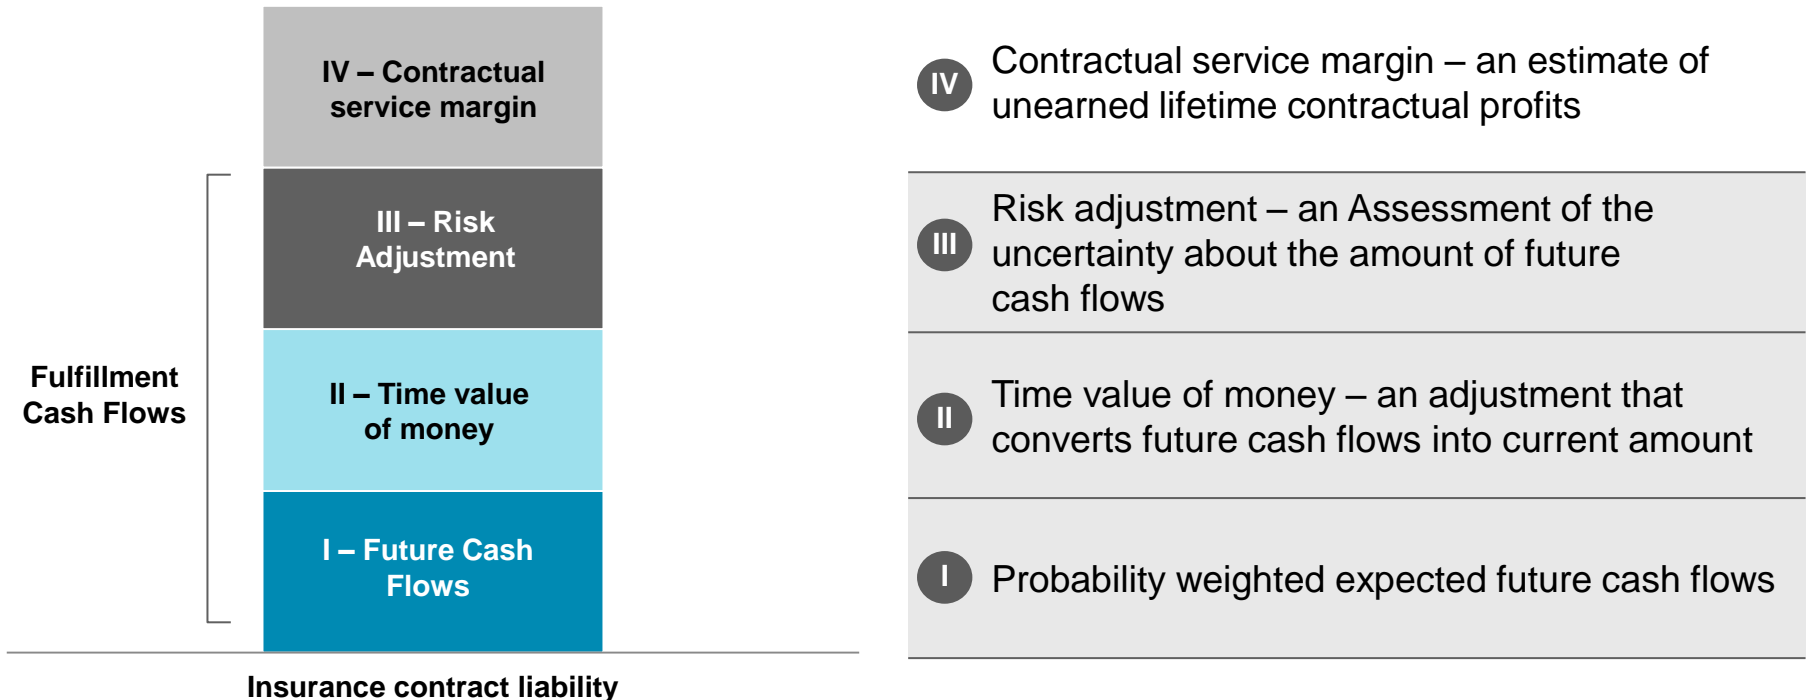 IV – Contractual
service margin
III – Risk
Adjustment
Fulfillment
Cash Flows
II – Time value
of money
I – Future Cash
Flows
Insurance contract liability
IV
Contractual service margin – an estimate of
unearned lifetime contractual profits
III
Risk adjustment – an Assessment of the
uncertainty about the amount of future
cash flows
II
Time value of money – an adjustment that
converts future cash flows into current amount
I
Probability weighted expected future cash flows